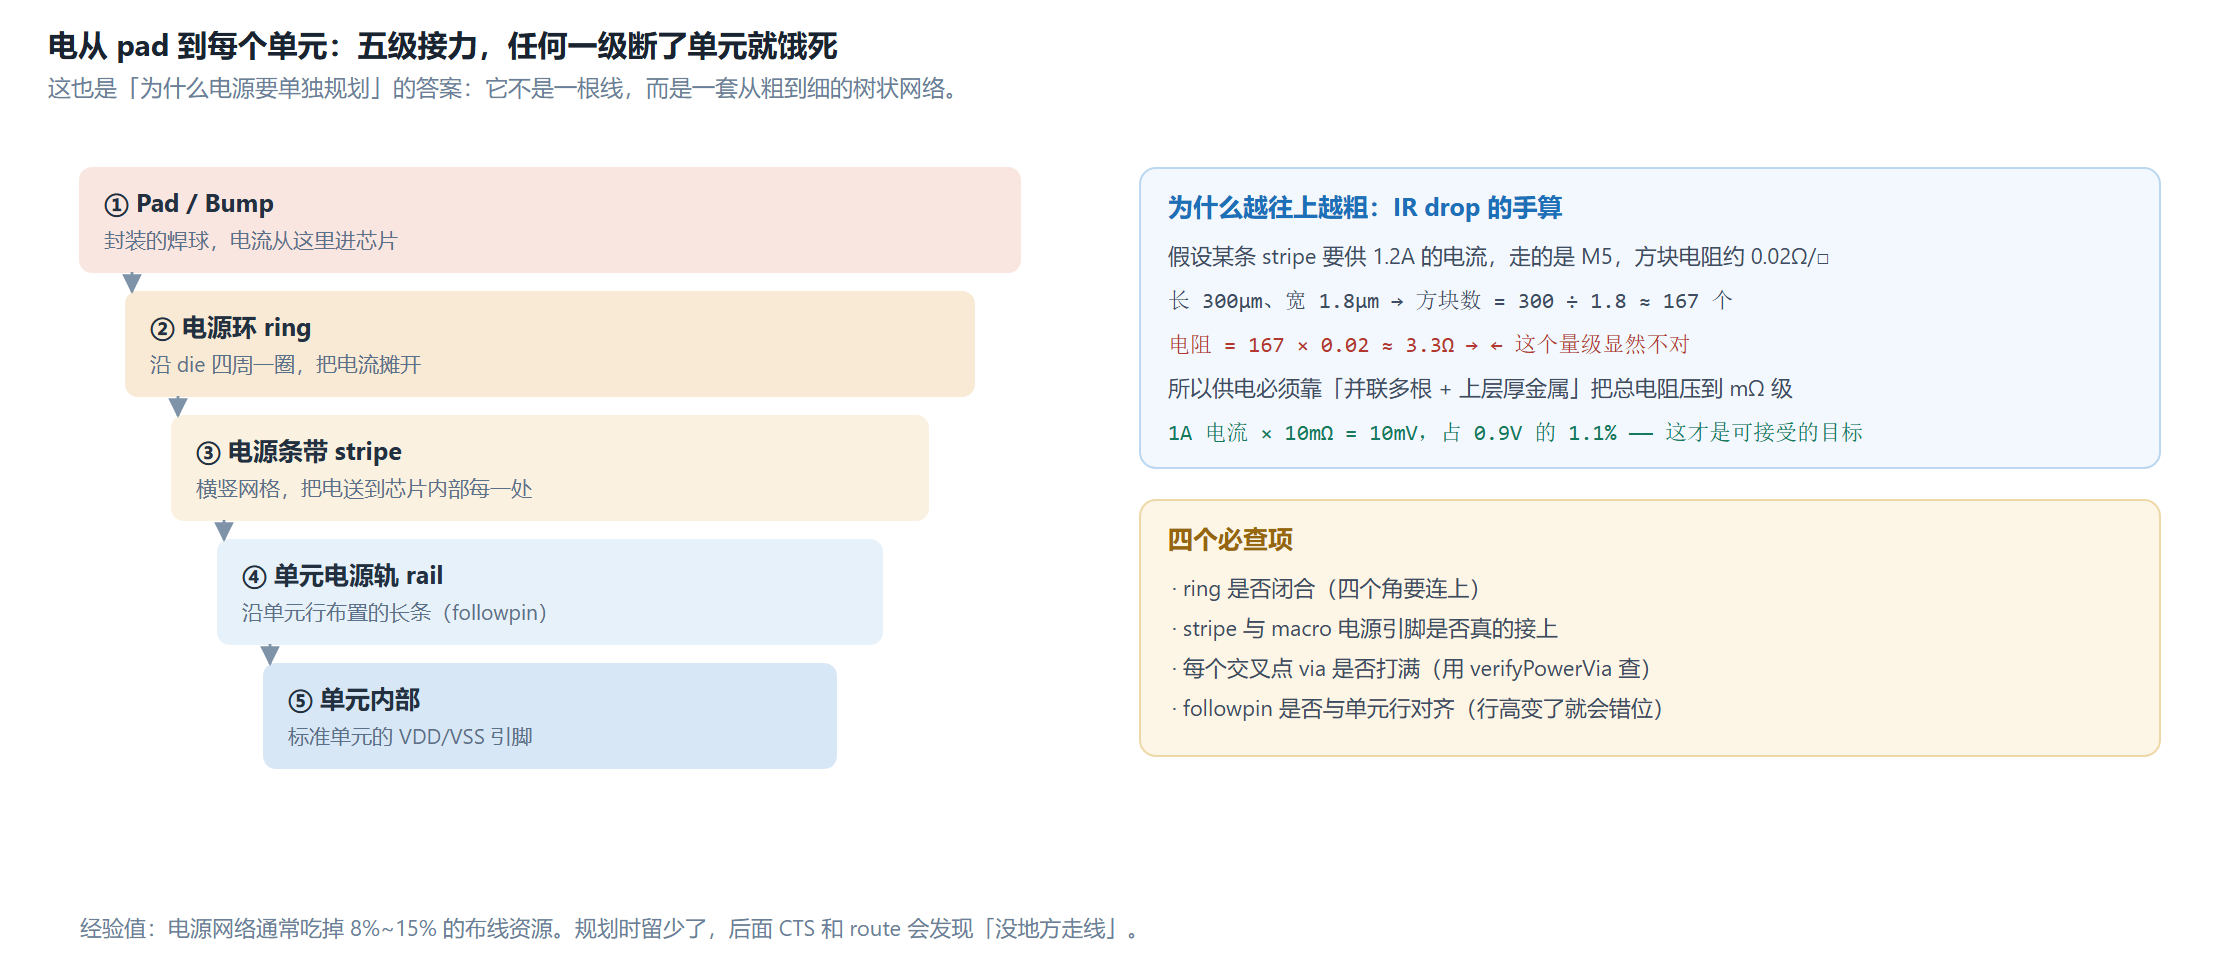 电从 pad 到每个单元：五级接力，任何一级断了单元就饿死
这也是「为什么电源要单独规划」的答案：它不是一根线，而是一套从粗到细的树状网络。
① Pad / Bump
封装的焊球，电流从这里进芯片
② 电源环 ring
沿 die 四周一圈，把电流摊开
③ 电源条带 stripe
横竖网格，把电送到芯片内部每一处
④ 单元电源轨 rail
沿单元行布置的长条（followpin）
⑤ 单元内部
标准单元的 VDD/VSS 引脚
为什么越往上越粗：IR drop 的手算
假设某条 stripe 要供 1.2A 的电流，走的是 M5，方块电阻约 0.02Ω/□
长 300μm、宽 1.8μm → 方块数 = 300 ÷ 1.8 ≈ 167 个
电阻 = 167 × 0.02 ≈ 3.3Ω → ← 这个量级显然不对
所以供电必须靠「并联多根 + 上层厚金属」把总电阻压到 mΩ 级
1A 电流 × 10mΩ = 10mV，占 0.9V 的 1.1% —— 这才是可接受的目标
四个必查项
· ring 是否闭合（四个角要连上）
· stripe 与 macro 电源引脚是否真的接上
· 每个交叉点 via 是否打满（用 verifyPowerVia 查）
· followpin 是否与单元行对齐（行高变了就会错位）
经验值：电源网络通常吃掉 8%~15% 的布线资源。规划时留少了，后面 CTS 和 route 会发现「没地方走线」。